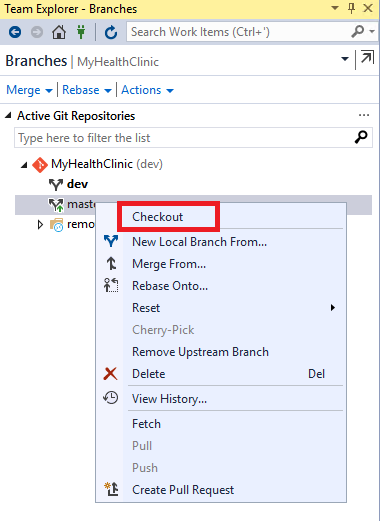 Team Explorer - Branches
Search Work Items (Ctrl+')
Branches | MyHealthClinic
Merge Rebase Actions
Active Git Repositories
Type here to filter the list
MyHealthClinic (dev)
dev
maste
remo
Checkout
New Local Branch From...
Merge From...
Rebase Onto...
Reset
Cherry-Pick
Remove Upstream Branch
Delete Del
View History...
Fetch
Pull
Push
Create Pull Request